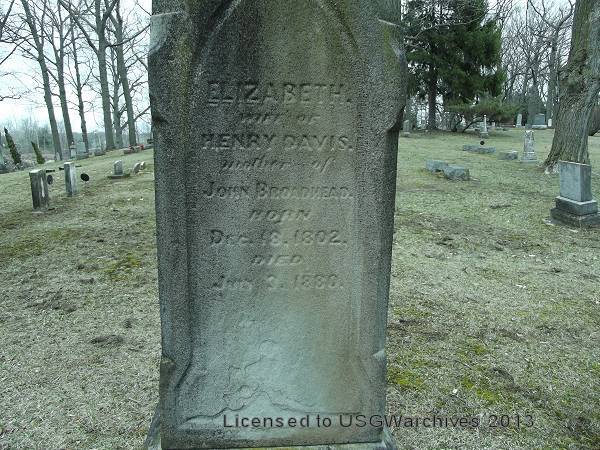 ELIZABETH.
WIFE OF
HENRY DAVIS.
mother of
JOHN BROADHEAD.
BORN
Dec. 18. 1802.
DIED
3. 1880.
Licensed to USGWarchives 2013